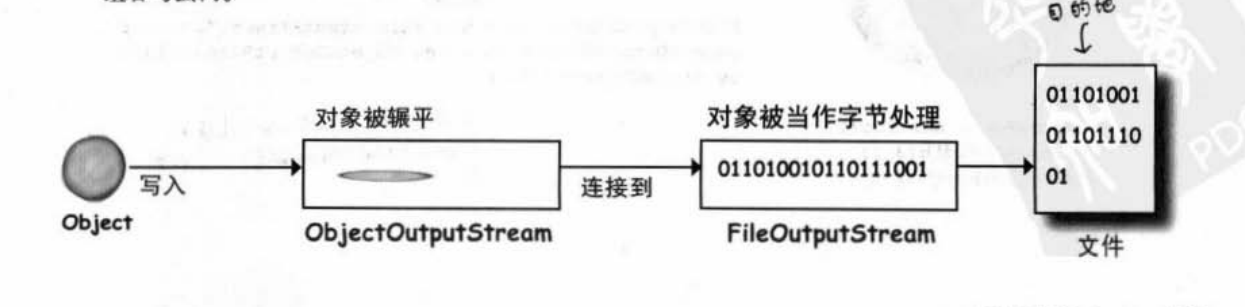 目的地
对象被辗平
对象被当作字节处理
01101001
01101110
01
011010010110111001
写入
连接到
Object
ObjectOutputStream
FileOutputStream
文件